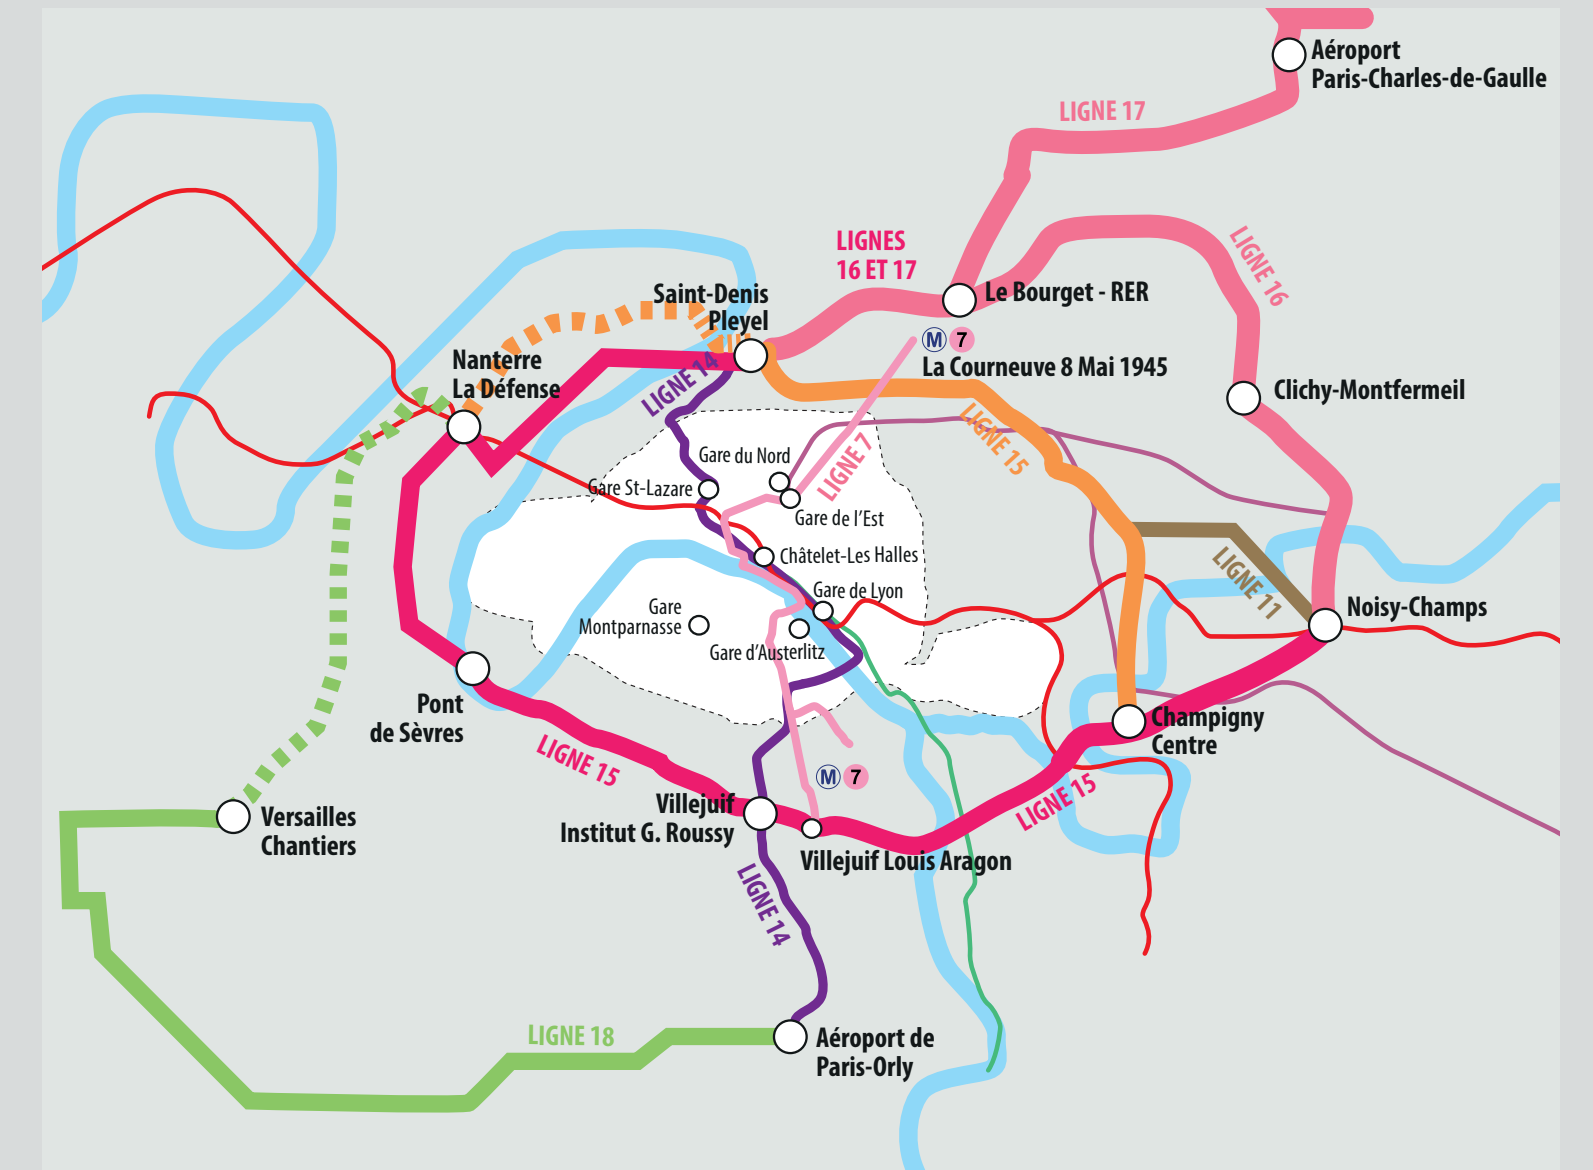 Aéroport
Paris-Charles-de-Gaulle
LIGNE 17
LIGNES
16 ET 17
LIGNE 16
Saint-Denis
Pleyel
Le Bourget - RER
M 7
La Courneuve 8 Mai 1945
Nanterre
La Défense
LIGNE 14
Clichy-Montfermeil
LIGNE 15
LIGNE 7
Gare du Nord
Gare St-Lazare
Gare de l'Est
Châtelet-Les Halles
LIGNE 11
Gare de Lyon
Gare
Montparnasse
Gare d'Austerlitz
Noisy-Champs
Pont
de Sèvres
Champigny
Centre
LIGNE 15
M 7
LIGNE 15
Villejuif
Institut G. Roussy
Versailles
Chantiers
Villejuif Louis Aragon
LIGNE 14
LIGNE 18
Aéroport de
Paris-Orly